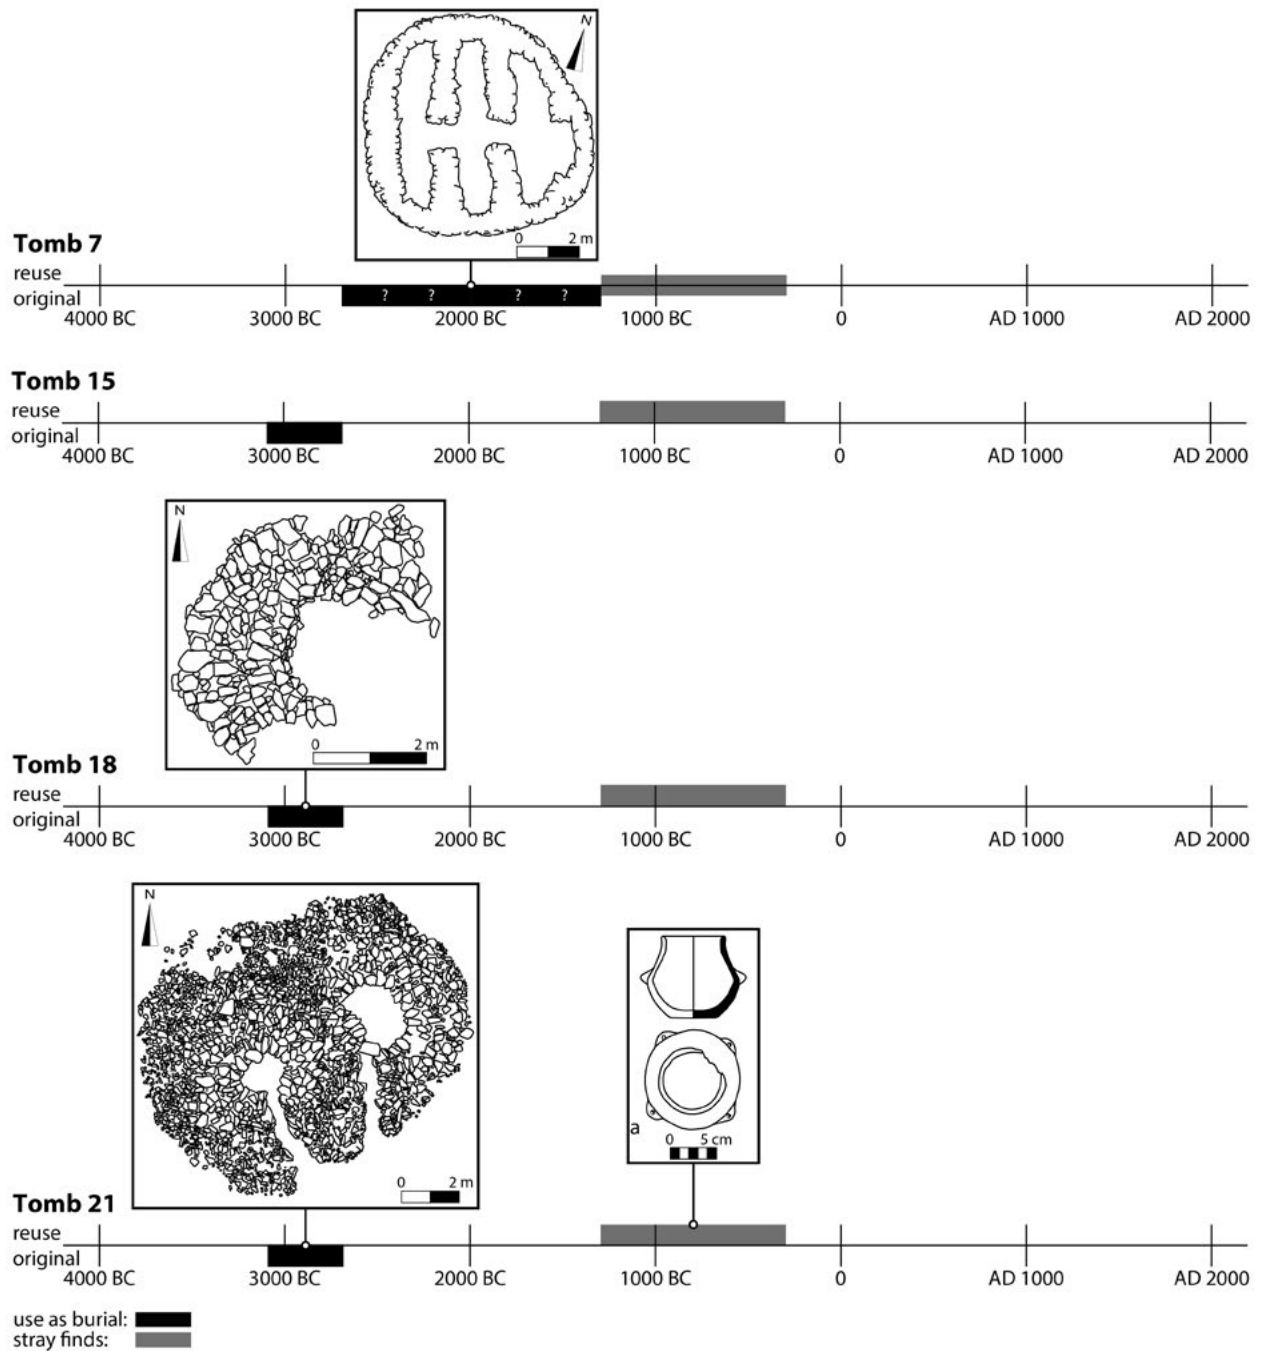 N
0 2 m
Tomb 7
reuse
original
? ? ? ?
4000 BC 3000 BC 2000 BC 1000 BC 0 AD 1000 AD 2000
Tomb 15
reuse
original
4000 BC 3000 BC 2000 BC 1000 BC 0 AD 1000 AD 2000
N
0 2 m
Tomb 18
reuse
original
4000 BC 3000 BC 2000 BC 1000 BC 0 AD 1000 AD 2000
N
0 2 m
a
0 5 cm
Tomb 21
reuse
original
4000 BC 3000 BC 2000 BC 1000 BC 0 AD 1000 AD 2000
use as burial:
stray finds: